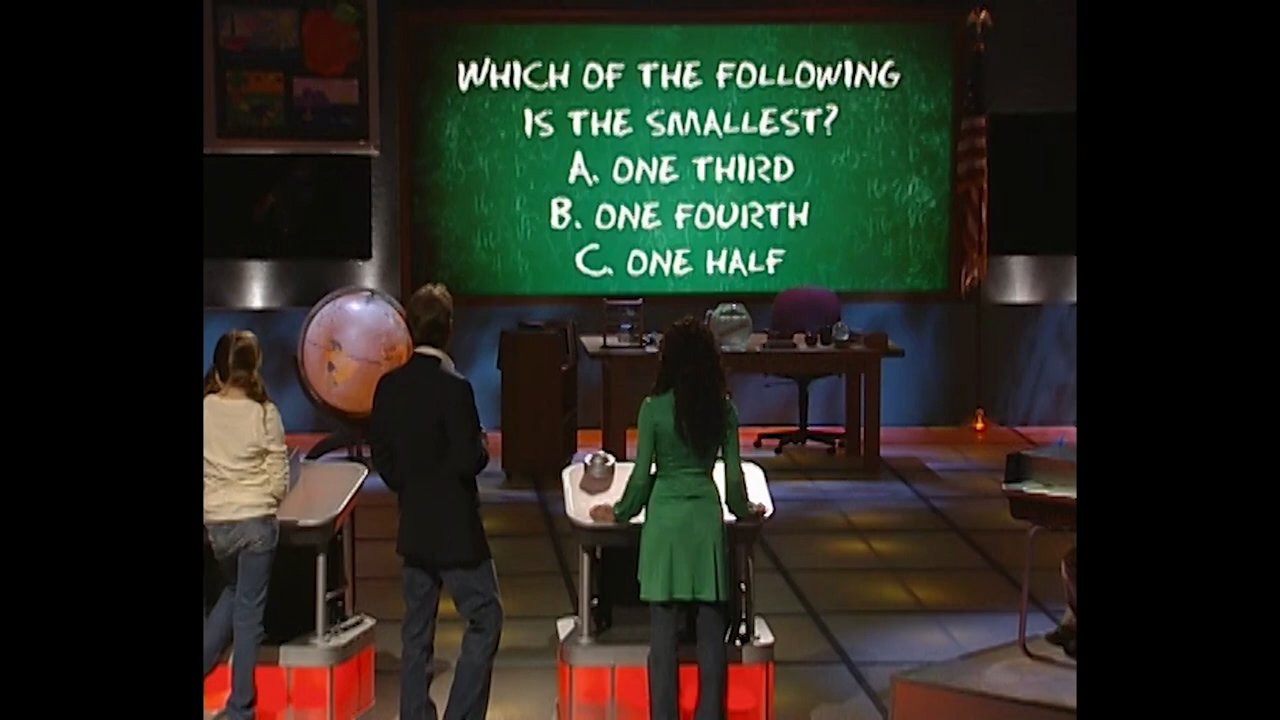 WHICH OF THE FOLLOWING
IS THE SMALLEST?
A. ONE THIRD
B. ONE FOURTH
C. ONE HALF